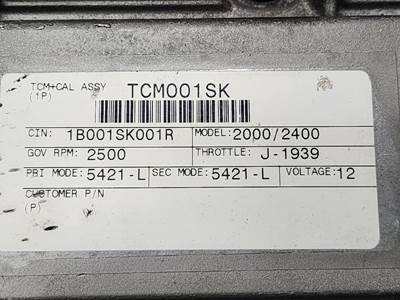 TCM+CAL ASSY TCM001SK
(1P)
CIN: 1B001SK001R MODEL: 2000/2400
GOV RPM: 2500 THROTTLE: J-1939
PRI MODE: 5421-L SEC MODE: 5421-L VOLTAGE: 12
CUSTOMER P/N
(P)